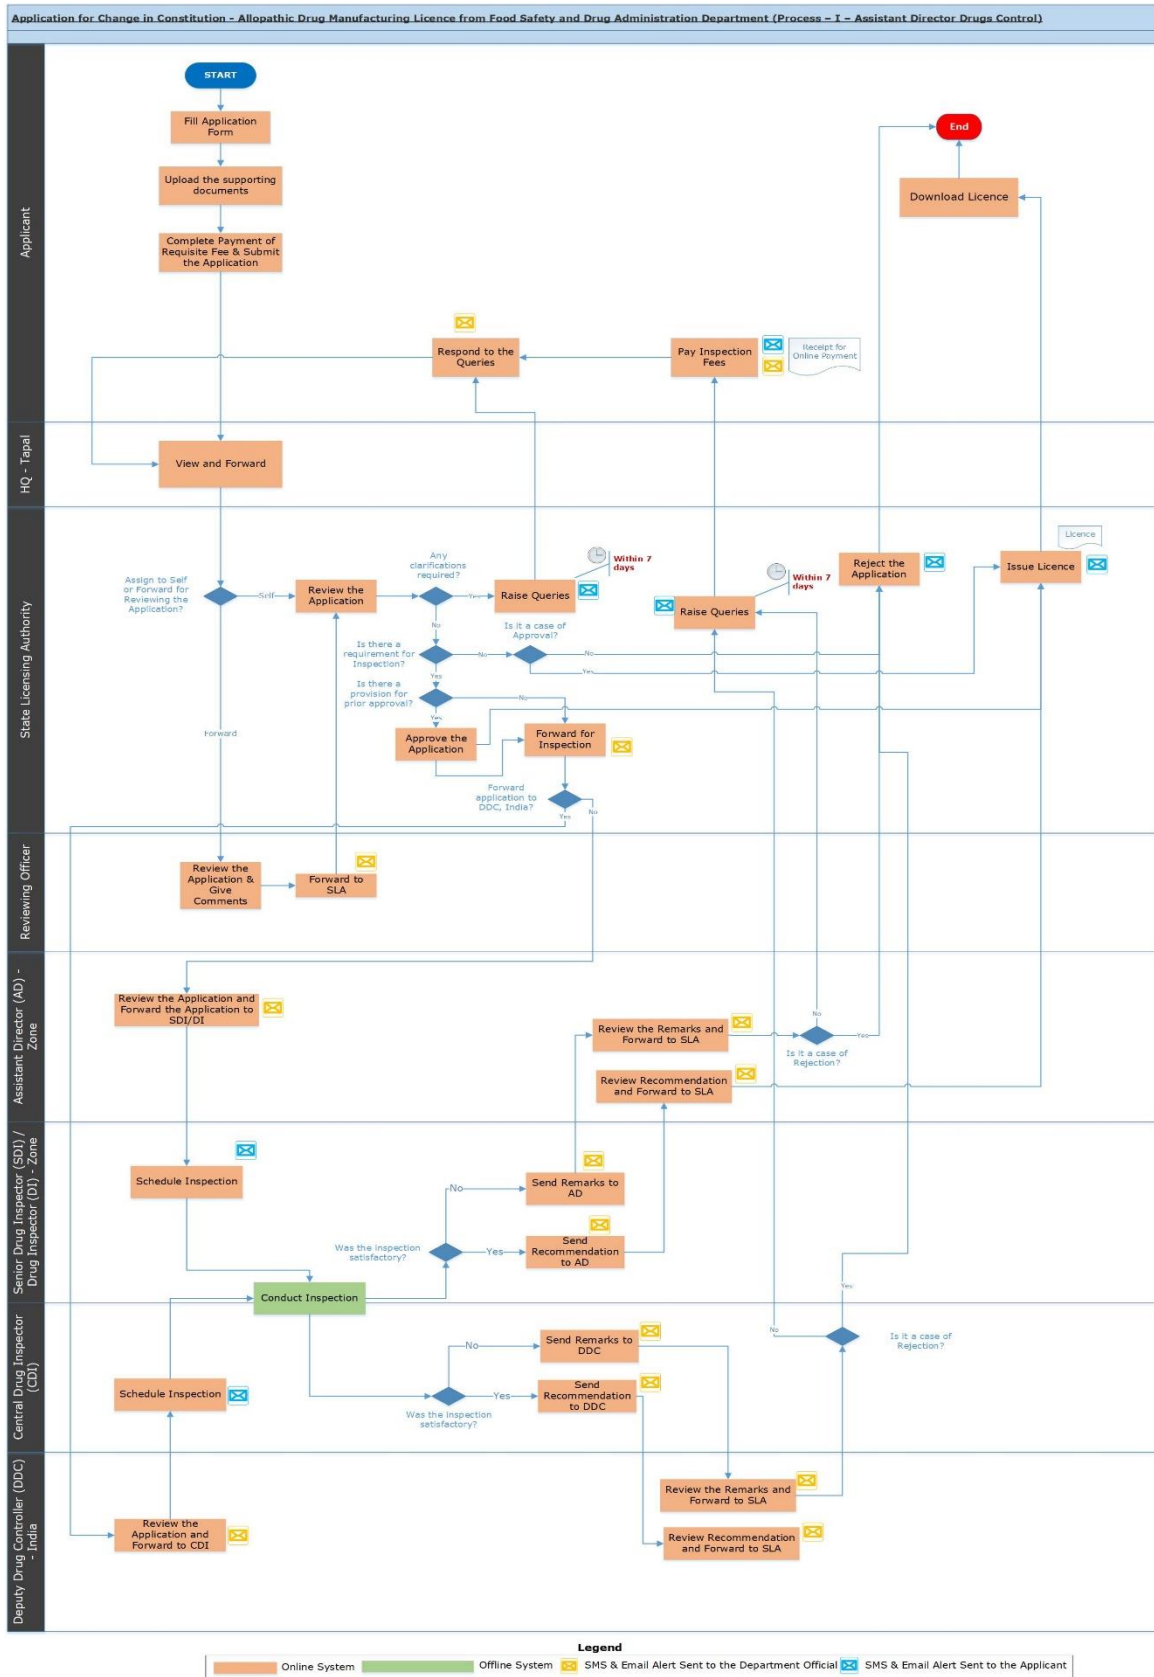 Application for Change in Constitution - Allopathic Drug Manufacturing Licence from Food Safety and Drug Administration Department (Process – I – Assistant Director Drugs Control)
Applicant
START
Fill Application
Form
Upload the supporting
documents
Complete Payment of
Requisite Fee & Submit
the Application
End
Download Licence
Respond to the
Queries
Pay Inspection
Fees
Receipt for
Online Payment
HQ - Tapal
View and Forward
State Licensing Authority
Assign to Self
or Forward for
Reviewing the
Application?
Self
Forward
Review the
Application
Any
clarifications
required?
Yes
No
Raise Queries
Within 7
days
Raise Queries
Within 7
days
Reject the
Application
Licence
Issue Licence
Is there a
requirement for
Inspection?
No
Yes
Is it a case of
Approval?
No
Yes
Is there a
provision for
prior approval?
No
Yes
Approve the
Application
Forward for
Inspection
Forward
application to
DDC, India?
Yes
No
Reviewing Officer
Review the
Application &
Give
Comments
Forward to
SLA
Assistant Director (AD) -
Zone
Review the Application and
Forward the Application to
SDI/DI
Review the Remarks and
Forward to SLA
No
Yes
Is it a case of
Rejection?
Review Recommendation
and Forward to SLA
Senior Drug Inspector (SDI) /
Drug Inspector (DI) - Zone
Schedule Inspection
Was the inspection
satisfactory?
No
Yes
Send Remarks to
AD
Send
Recommendation
to AD
Conduct Inspection
Central Drug Inspector
(CDI)
Schedule Inspection
Was the inspection
satisfactory?
No
Yes
Send Remarks to
DDC
Send
Recommendation
to DDC
Yes
No
Is it a case of
Rejection?
Deputy Drug Controller (DDC)
- India
Review the
Application and
Forward to CDI
Review the Remarks and
Forward to SLA
Review Recommendation
and Forward to SLA
Legend
Online System
Offline System
SMS & Email Alert Sent to the Department Official
SMS & Email Alert Sent to the Applicant